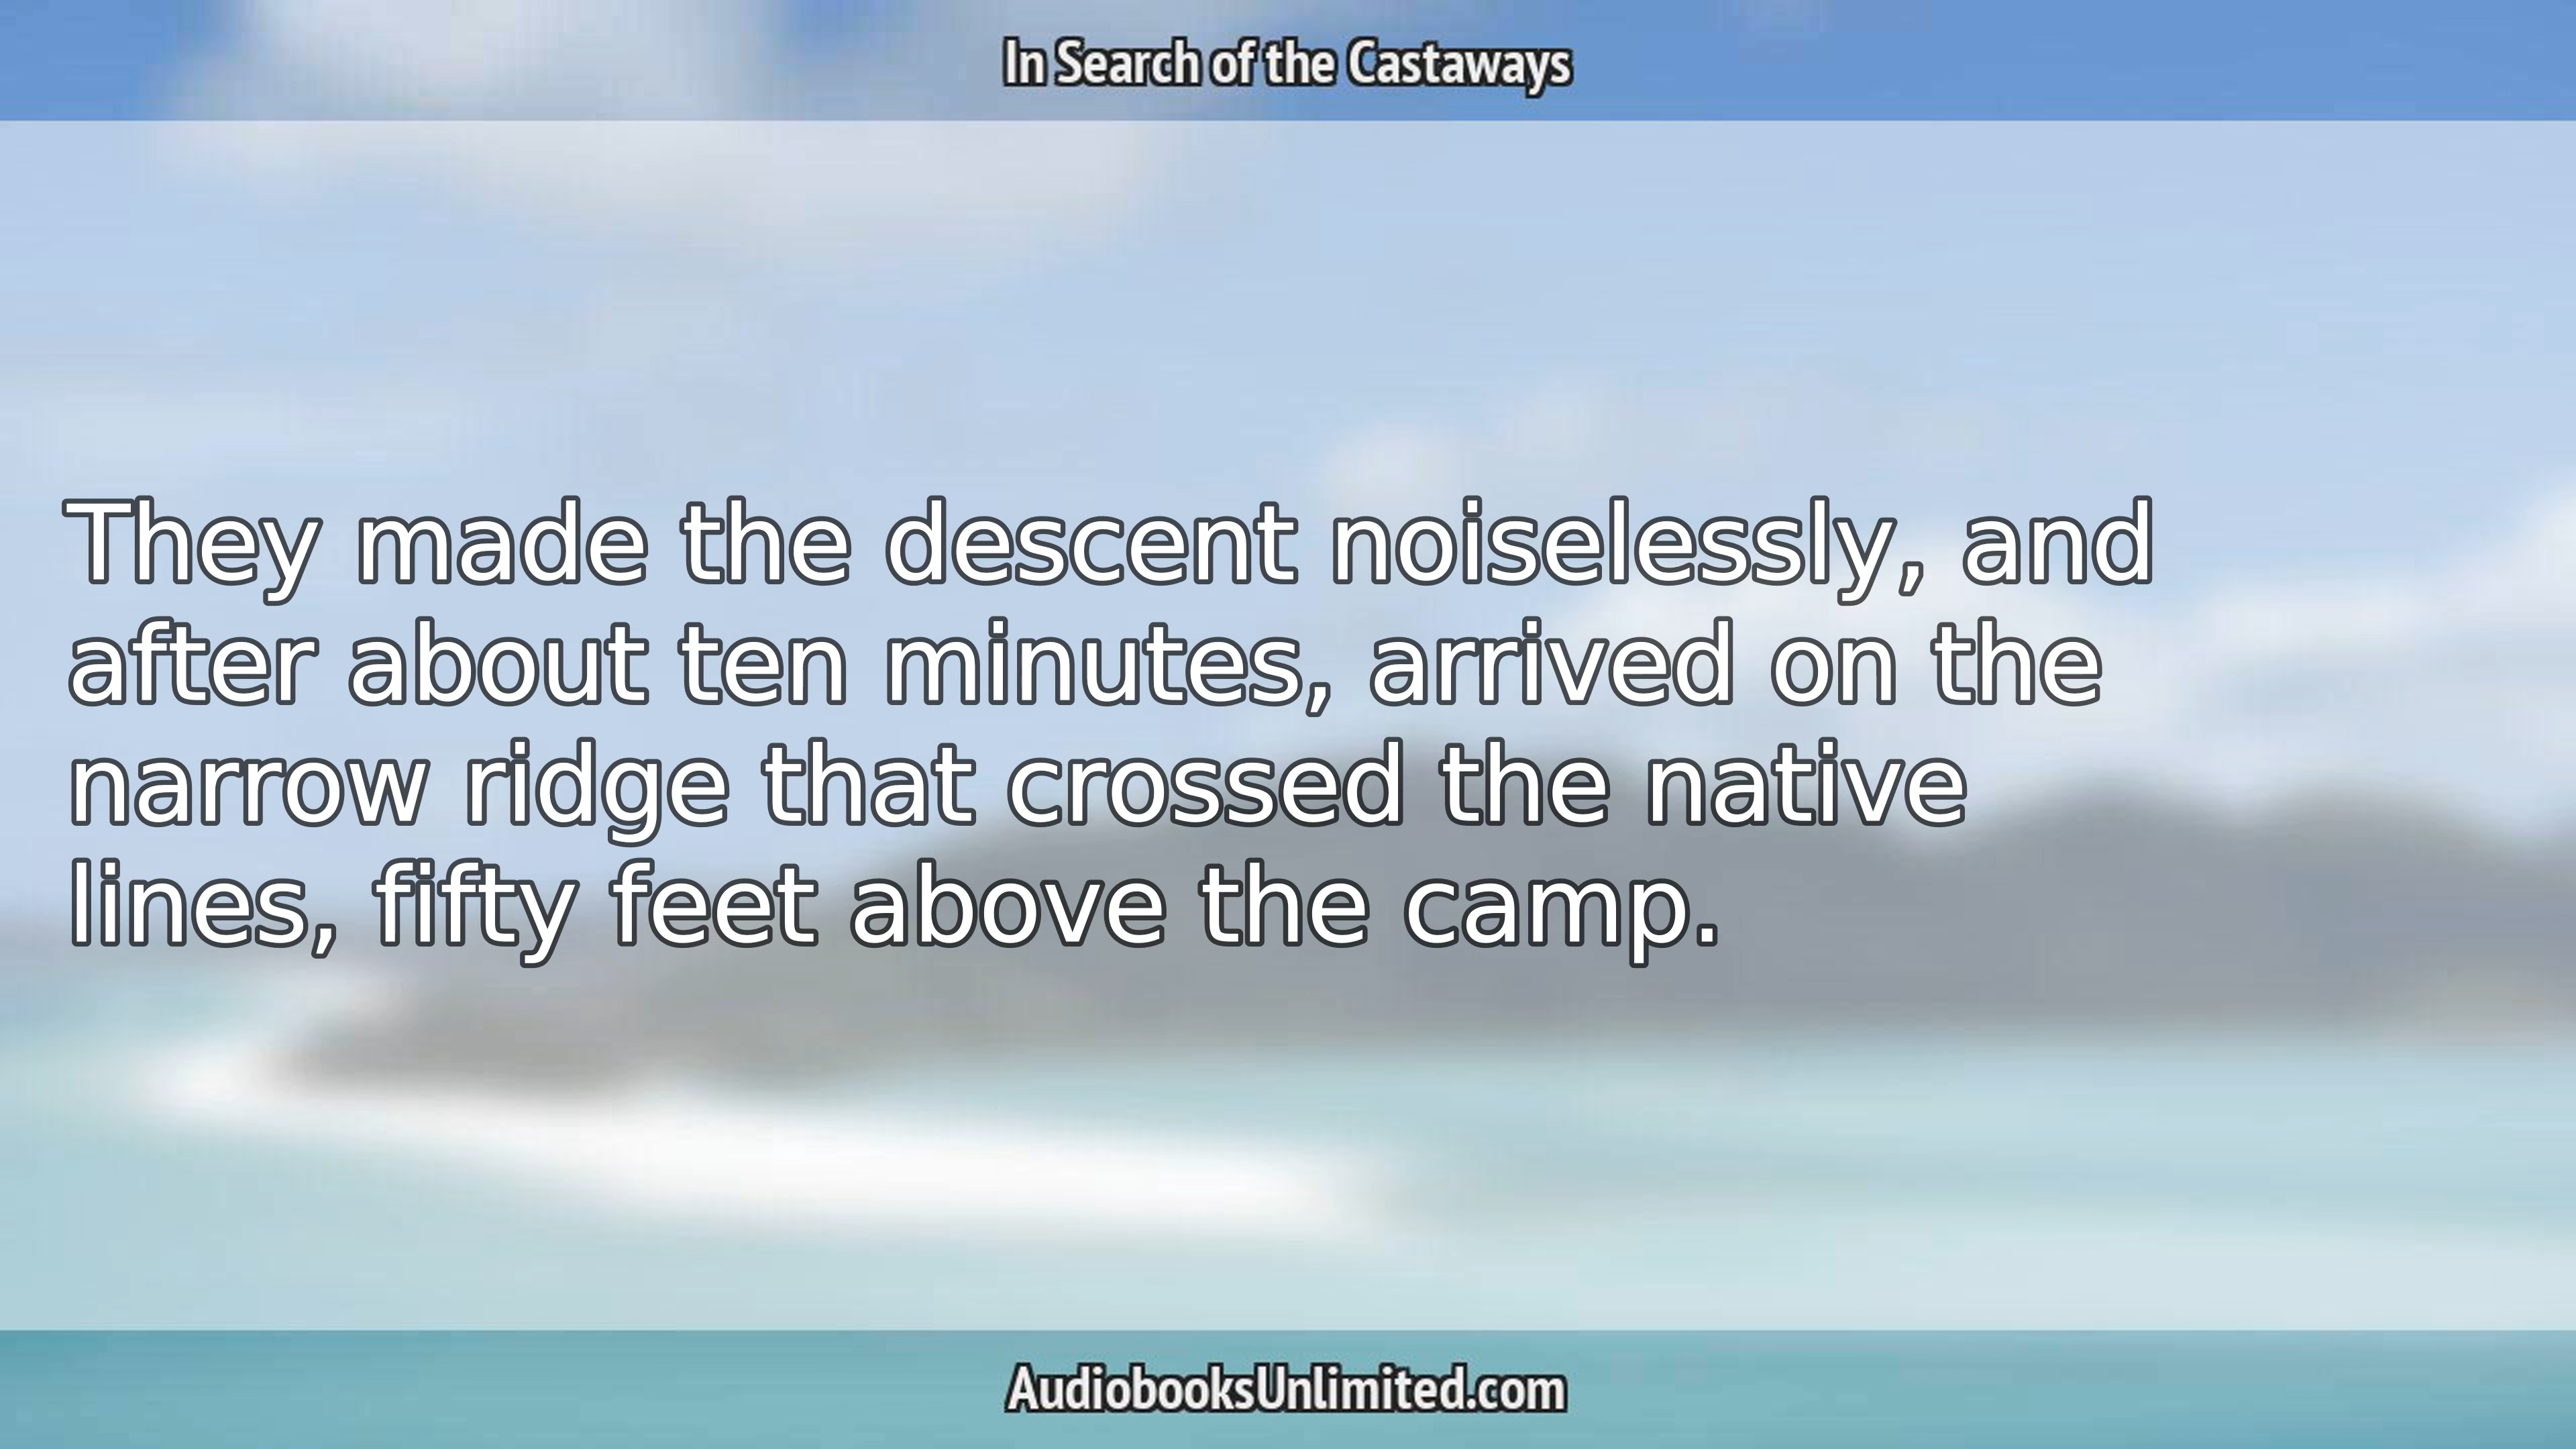 In Search of the Castaways
They made the descent noiselessly, and
after about ten minutes, arrived on the
narrow ridge that crossed the native
lines, fifty feet above the camp.
AudiobooksUnlimited.com